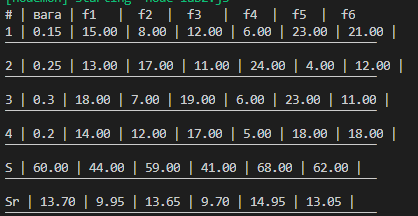 [nodemon] starting `node lab2.js`
# | вага | f1 | f2 | f3 | f4 | f5 | f6
1 | 0.15 | 15.00 | 8.00 | 12.00 | 6.00 | 23.00 | 21.00 |
2 | 0.25 | 13.00 | 17.00 | 11.00 | 24.00 | 4.00 | 12.00 |
3 | 0.3 | 18.00 | 7.00 | 19.00 | 6.00 | 23.00 | 11.00 |
4 | 0.2 | 14.00 | 12.00 | 17.00 | 5.00 | 18.00 | 18.00 |
S | 60.00 | 44.00 | 59.00 | 41.00 | 68.00 | 62.00 |
Sr | 13.70 | 9.95 | 13.65 | 9.70 | 14.95 | 13.05 |